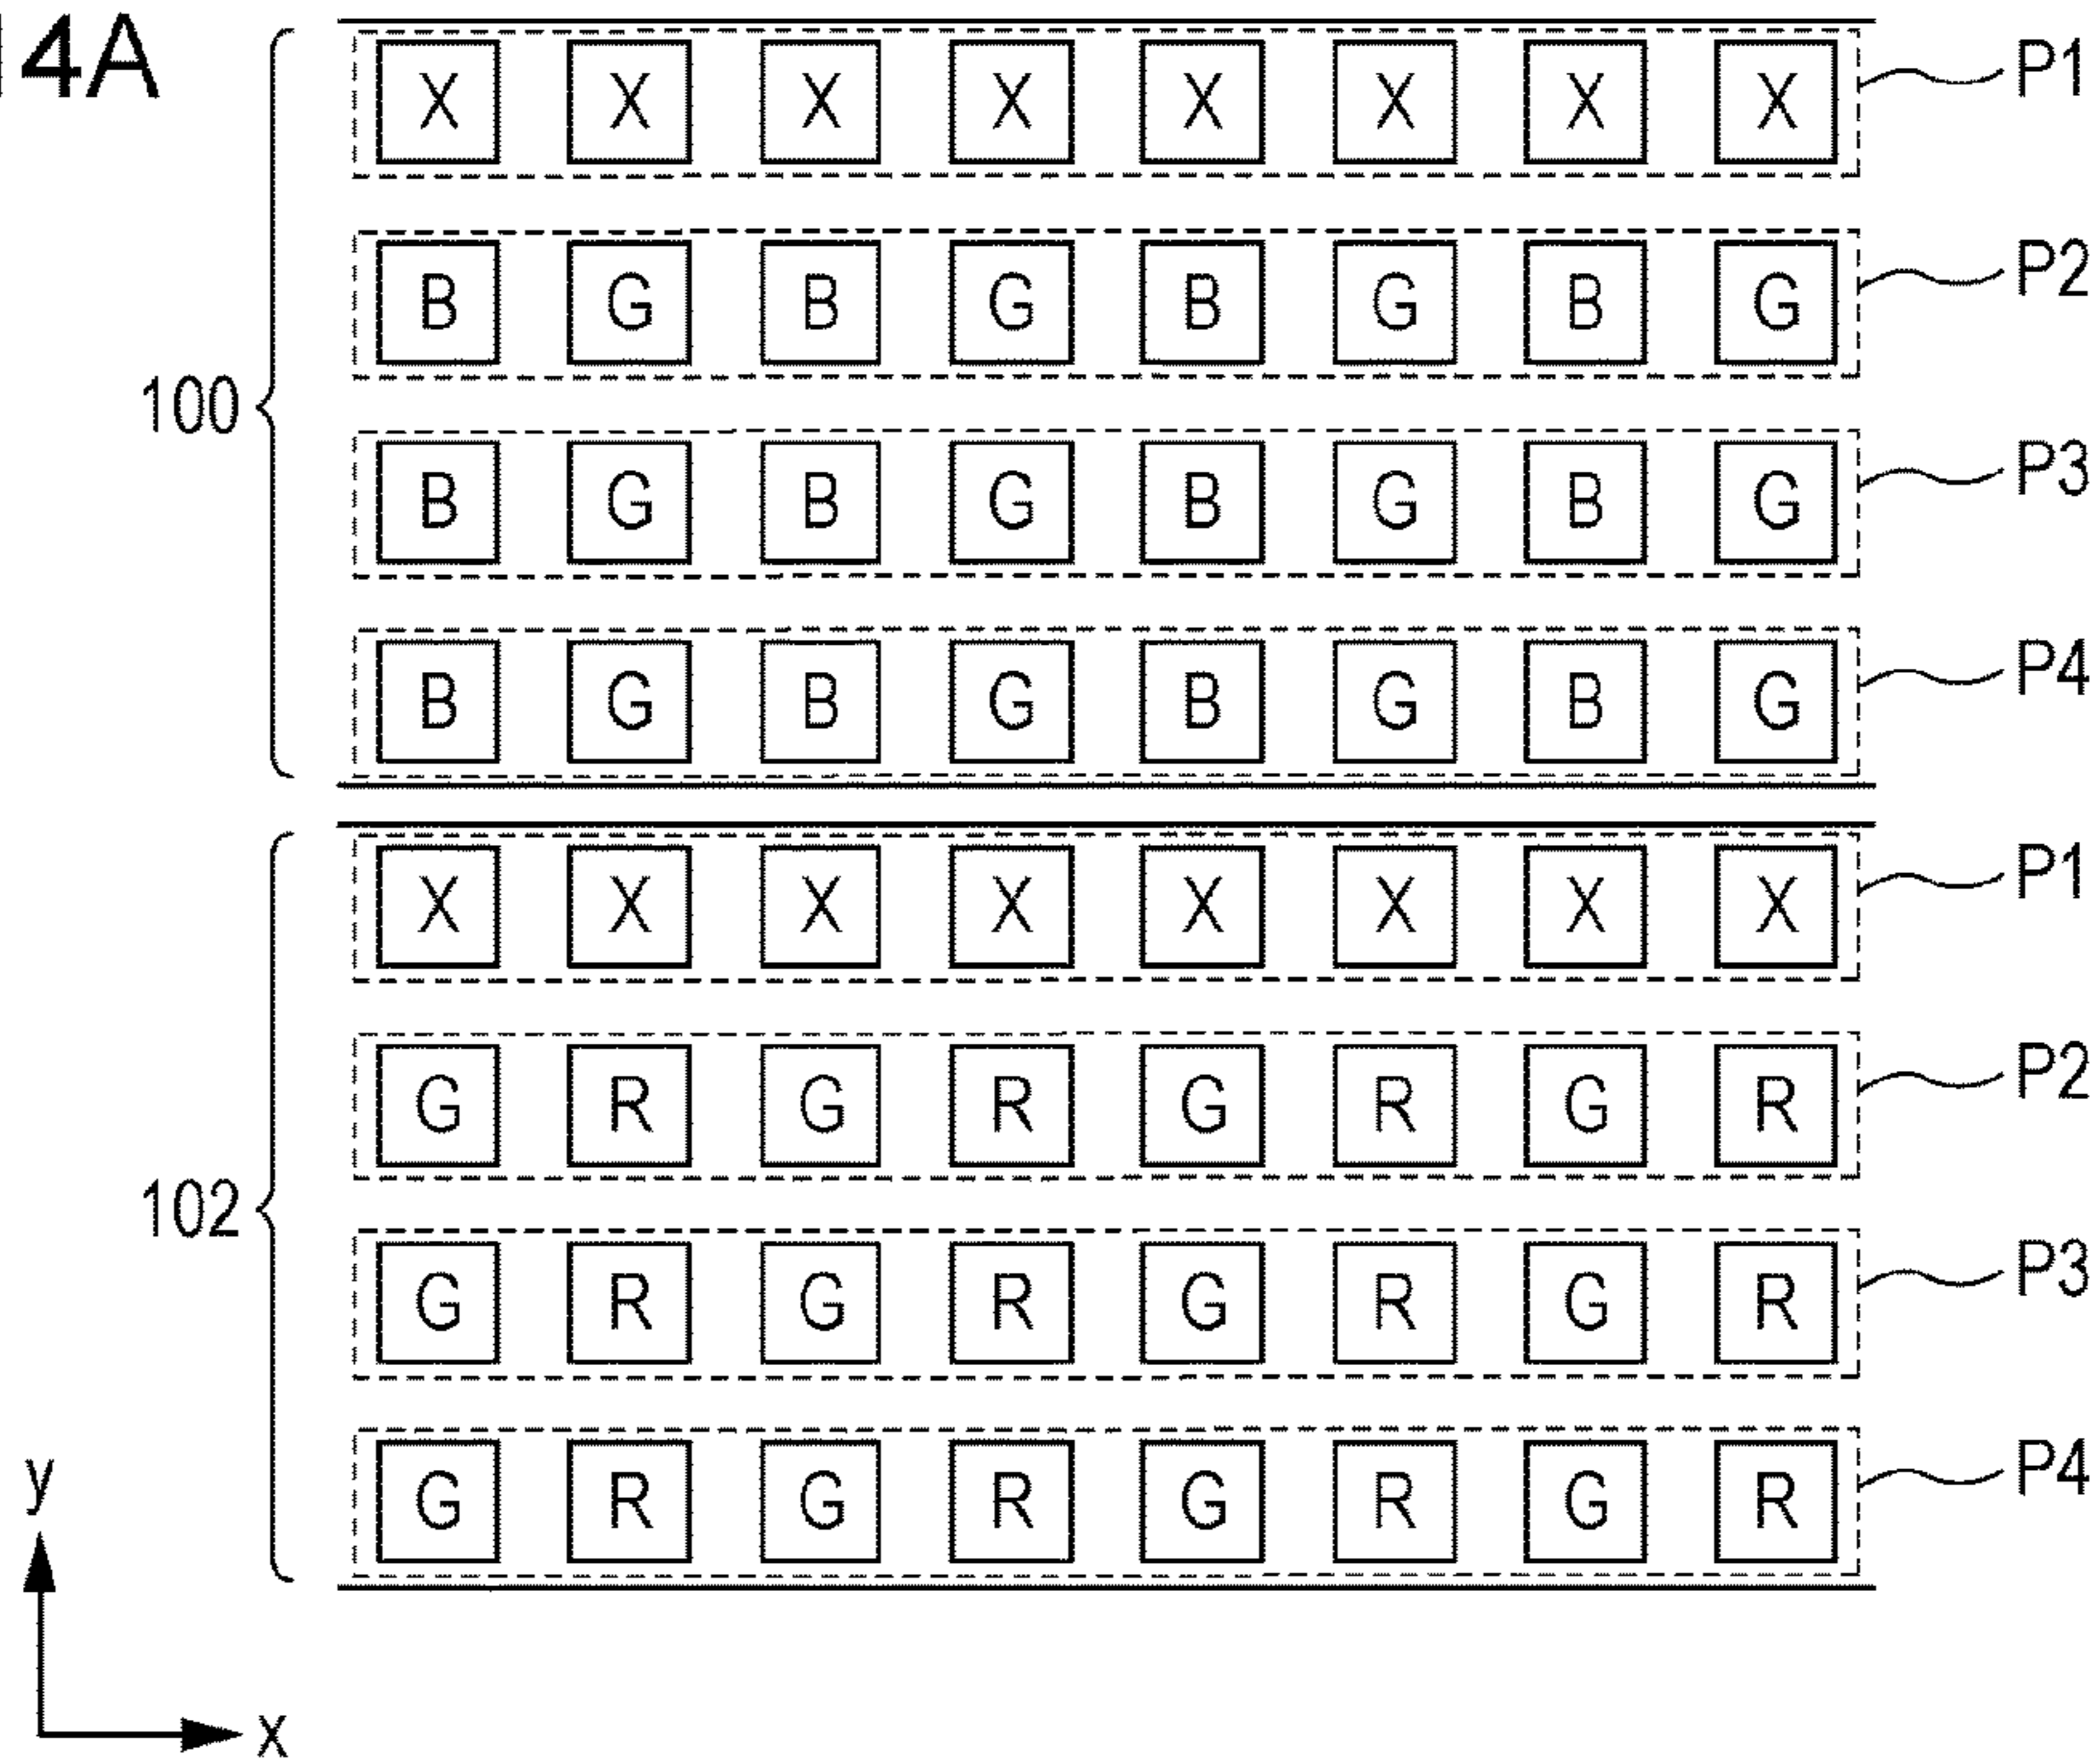 4A
X X X X X X X X P1
B G B G B G B G P2
100
B G B G B G B G P3
B G B G B G B G P4
X X X X X X X X P1
G R G R G R G R P2
102
G R G R G R G R P3
G R G R G R G R P4
y
x